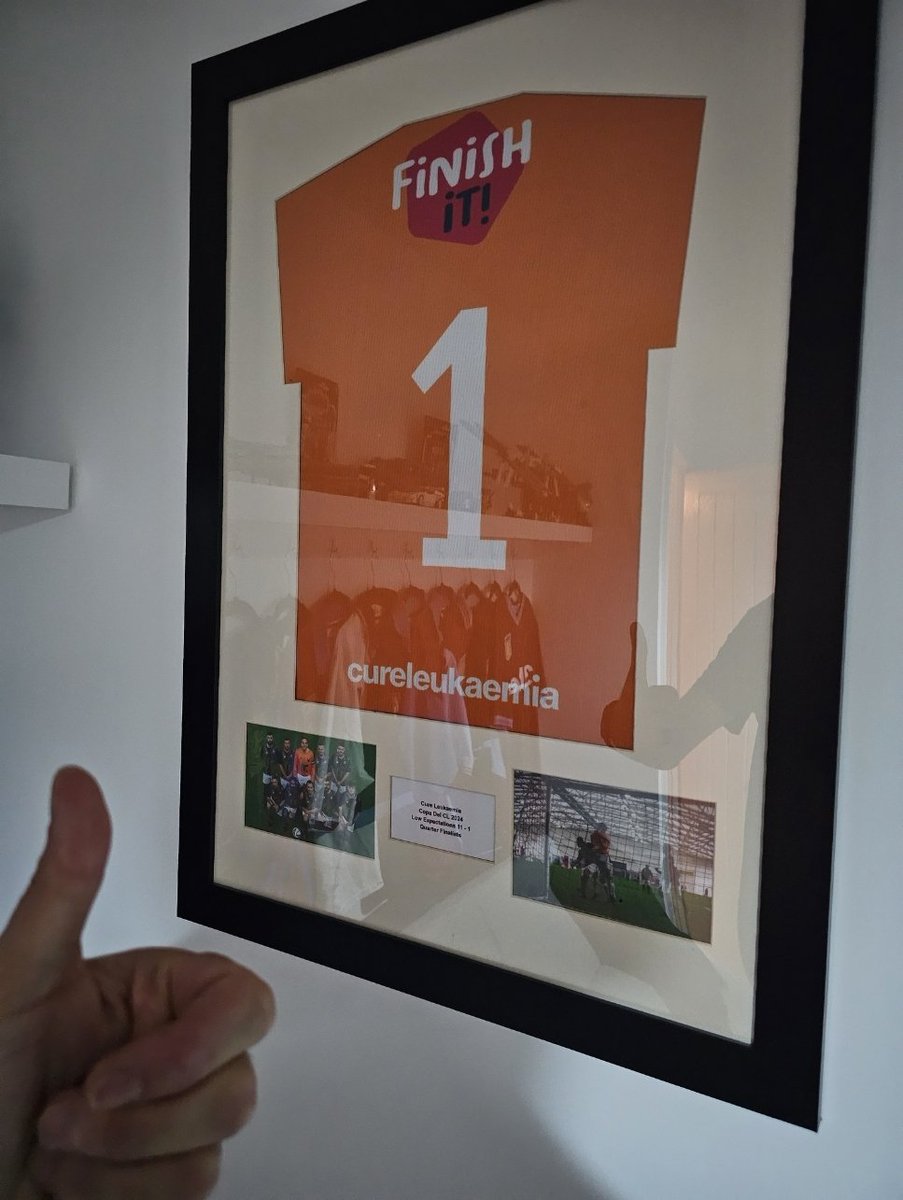 FiNiSH
iT!
1
cureleukaemia
Cure Leukaemia
Copa Del CL 2024
Low Expectations 11 - 1
Quarter Finalists